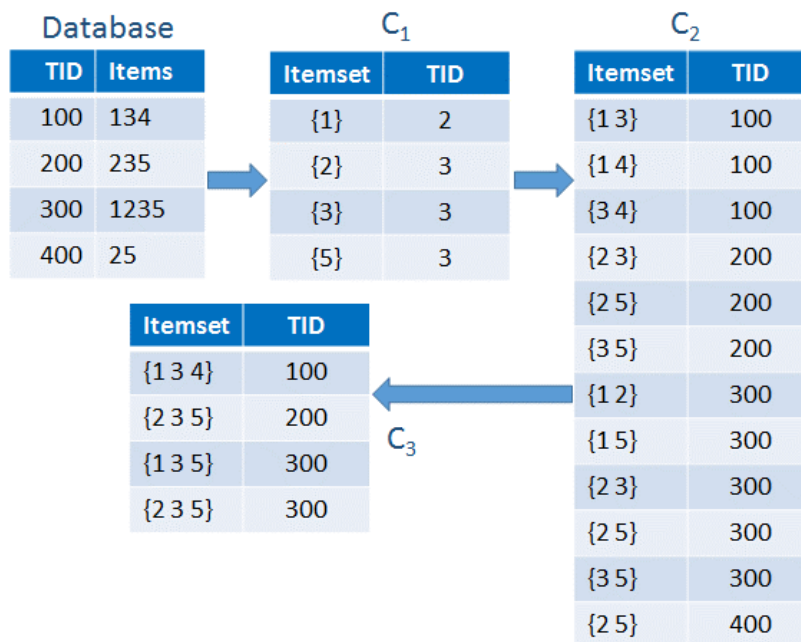 Database
TID Items
100 134
200 235
300 1235
400 25
C₁
Itemset TID
{1} 2
{2} 3
{3} 3
{5} 3
C₂
Itemset TID
{1 3} 100
{1 4} 100
{3 4} 100
{2 3} 200
{2 5} 200
{3 5} 200
{1 2} 300
{1 5} 300
{2 3} 300
{2 5} 300
{3 5} 300
{2 5} 400
C₃
Itemset TID
{1 3 4} 100
{2 3 5} 200
{1 3 5} 300
{2 3 5} 300